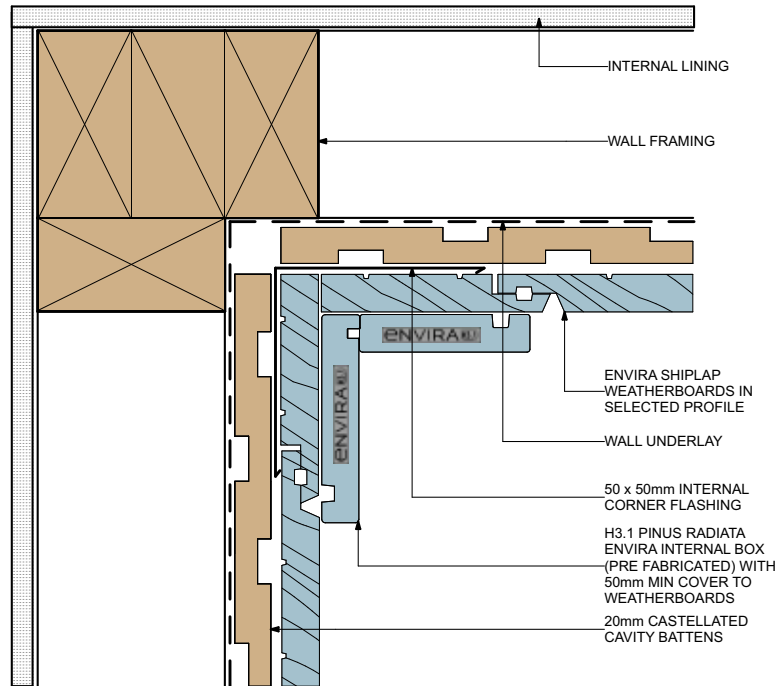 INTERNAL LINING
WALL FRAMING
ENVIRA
ENVIRA
ENVIRA SHIPLAP
WEATHERBOARDS IN
SELECTED PROFILE
WALL UNDERLAY
50 x 50mm INTERNAL
CORNER FLASHING
H3.1 PINUS RADIATA
ENVIRA INTERNAL BOX
(PRE FABRICATED) WITH
50mm MIN COVER TO
WEATHERBOARDS
20mm CASTELLATED
CAVITY BATTENS